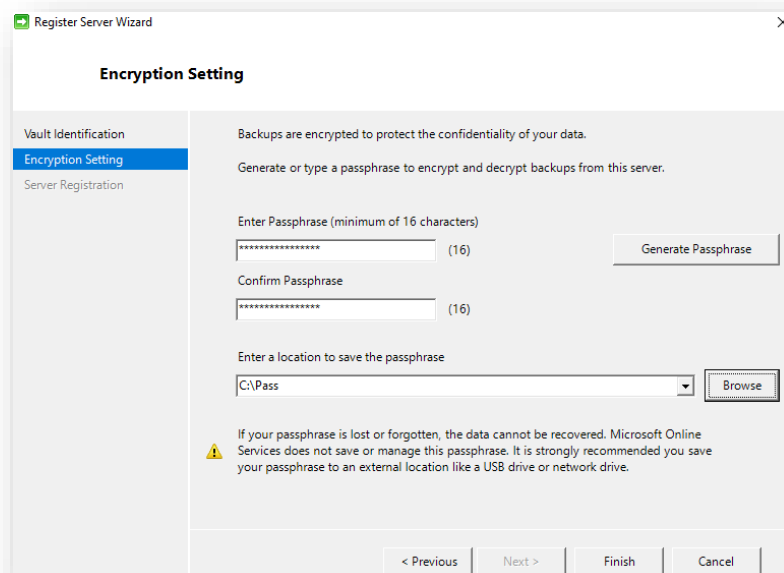 Register Server Wizard
Encryption Setting
Vault Identification
Encryption Setting
Server Registration
Backups are encrypted to protect the confidentiality of your data.
Generate or type a passphrase to encrypt and decrypt backups from this server.
Enter Passphrase (minimum of 16 characters)
**************** (16)
Generate Passphrase
Confirm Passphrase
**************** (16)
Enter a location to save the passphrase
C:\Pass
Browse
If your passphrase is lost or forgotten, the data cannot be recovered. Microsoft Online
Services does not save or manage this passphrase. It is strongly recommended you save
your passphrase to an external location like a USB drive or network drive.
< Previous
Next >
Finish
Cancel